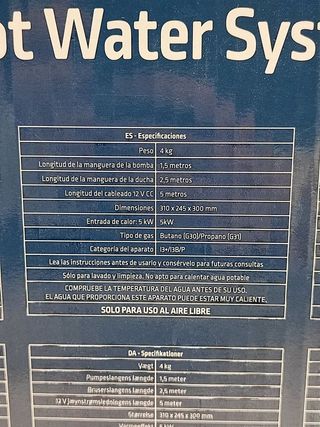 ot Water Sys
ES - Especificaciones
Peso 4 kg
Longitud de la manguera de la bomba 1,5 metros
Longitud de la manguera de la ducha 2,5 metros
Longitud del cableado 12 V CC 5 metros
Dimensiones 310 x 245 x 300 mm
Entrada de calor: 5 kW 5kW
Tipo de gas Butano (G30)/Propano (G31)
Categoría del aparato I3+/I3B/P
Lea las instrucciones antes de usarlo y consérvelo para futuras consultas
Sólo para lavado y limpieza. No apto para calentar agua potable
COMPRUEBE LA TEMPERATURA DEL AGUA ANTES DE SU USO.
EL AGUA QUE PROPORCIONA ESTE APARATO PUEDE ESTAR MUY CALIENTE.
SOLO PARA USO AL AIRE LIBRE
DA - Specifikationer
Vægt 4 kg
Pumpeslangens længde 1,5 meter
Bruserslangens længde 2,5 meter
12 V Jævnstrømsledningens længde 5 meter
Størrelse 310 x 245 x 300 mm